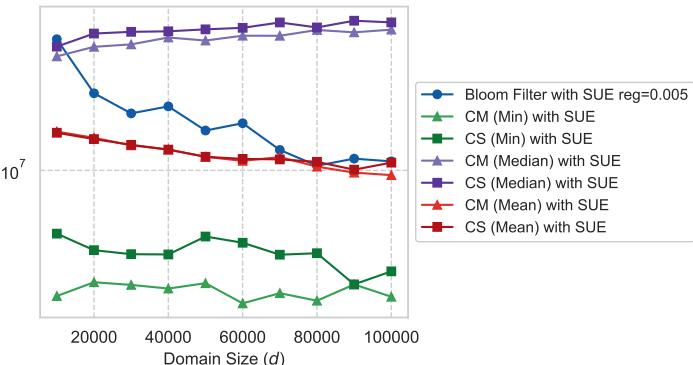 10^7
20000 40000 60000 80000 100000
Domain Size (d)
Bloom Filter with SUE reg=0.005
CM (Min) with SUE
CS (Min) with SUE
CM (Median) with SUE
CS (Median) with SUE
CM (Mean) with SUE
CS (Mean) with SUE